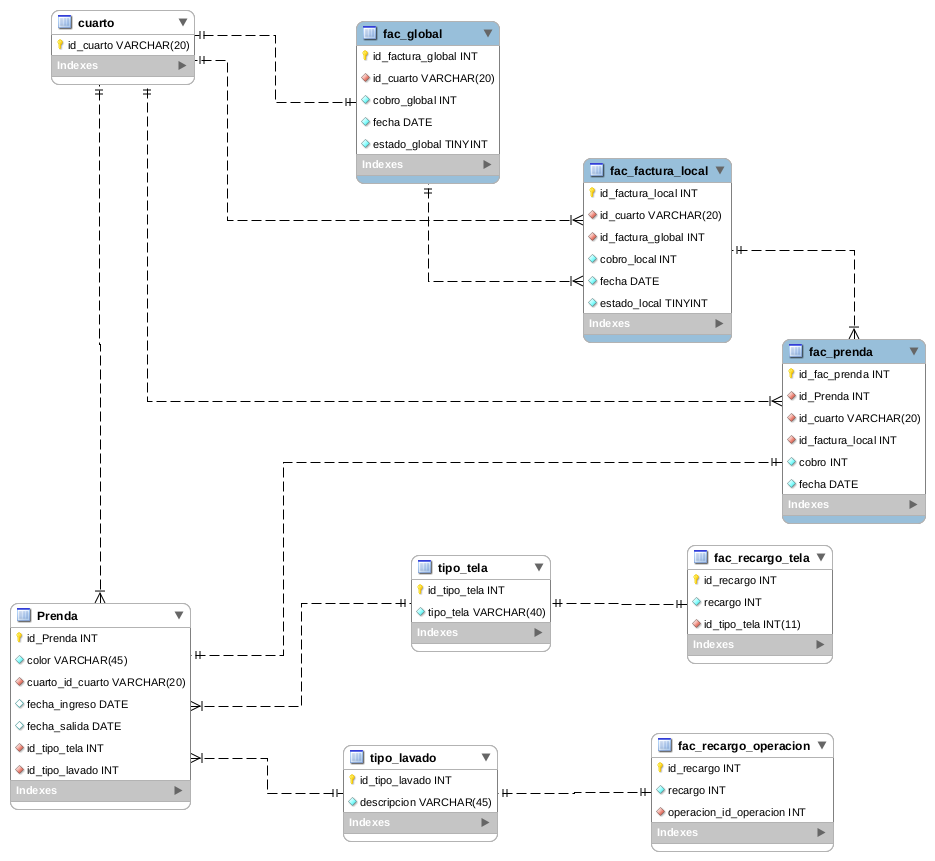 cuarto
id_cuarto VARCHAR(20)
Indexes
fac_global
id_factura_global INT
id_cuarto VARCHAR(20)
cobro_global INT
fecha DATE
estado_global TINYINT
Indexes
fac_factura_local
id_factura_local INT
id_cuarto VARCHAR(20)
id_factura_global INT
cobro_local INT
fecha DATE
estado_local TINYINT
Indexes
fac_prenda
id_fac_prenda INT
id_Prenda INT
id_cuarto VARCHAR(20)
id_factura_local INT
cobro INT
fecha DATE
Indexes
tipo_tela
id_tipo_tela INT
tipo_tela VARCHAR(40)
Indexes
fac_recargo_tela
id_recargo INT
recargo INT
id_tipo_tela INT(11)
Indexes
Prenda
id_Prenda INT
color VARCHAR(45)
cuarto_id_cuarto VARCHAR(20)
fecha_ingreso DATE
fecha_salida DATE
id_tipo_tela INT
id_tipo_lavado INT
Indexes
tipo_lavado
id_tipo_lavado INT
descripcion VARCHAR(45)
Indexes
fac_recargo_operacion
id_recargo INT
recargo INT
operacion_id_operacion INT
Indexes